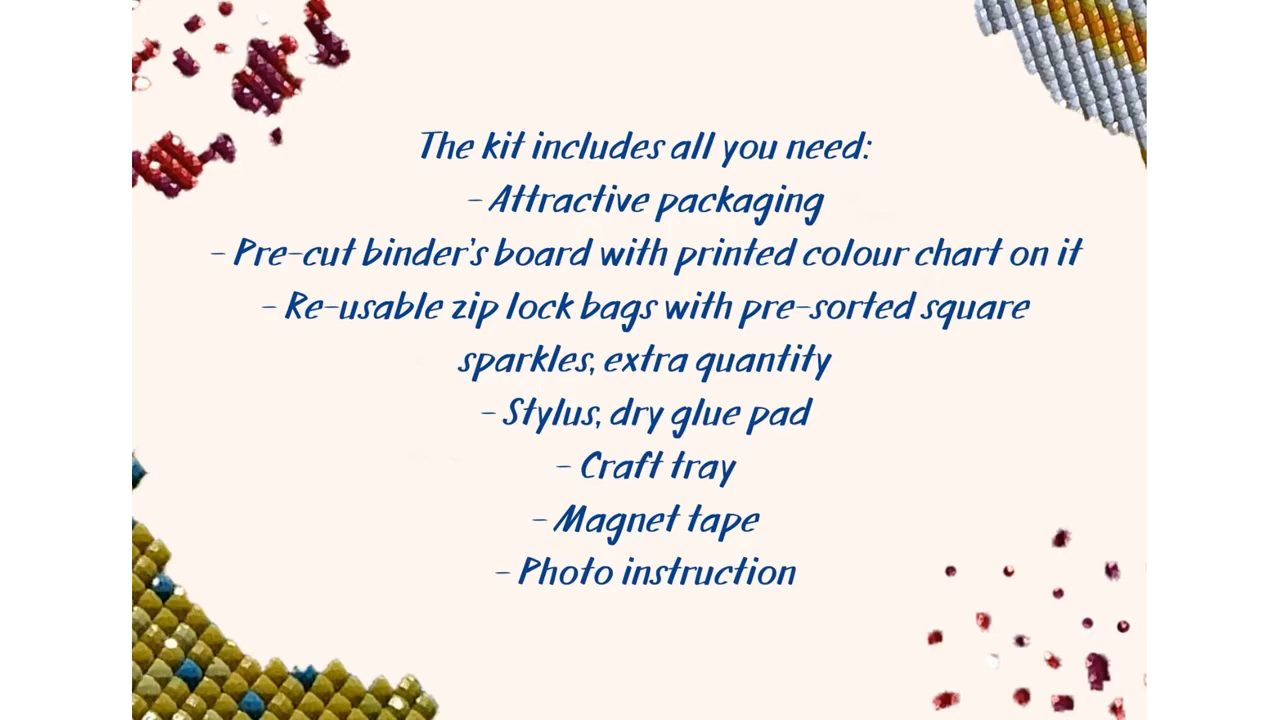 The kit includes all you need:
- Attractive packaging
- Pre-cut binder's board with printed colour chart on it
- Re-usable zip lock bags with pre-sorted square
sparkles, extra quantity
- Stylus, dry glue pad
- Craft tray
- Magnet tape
- Photo instruction